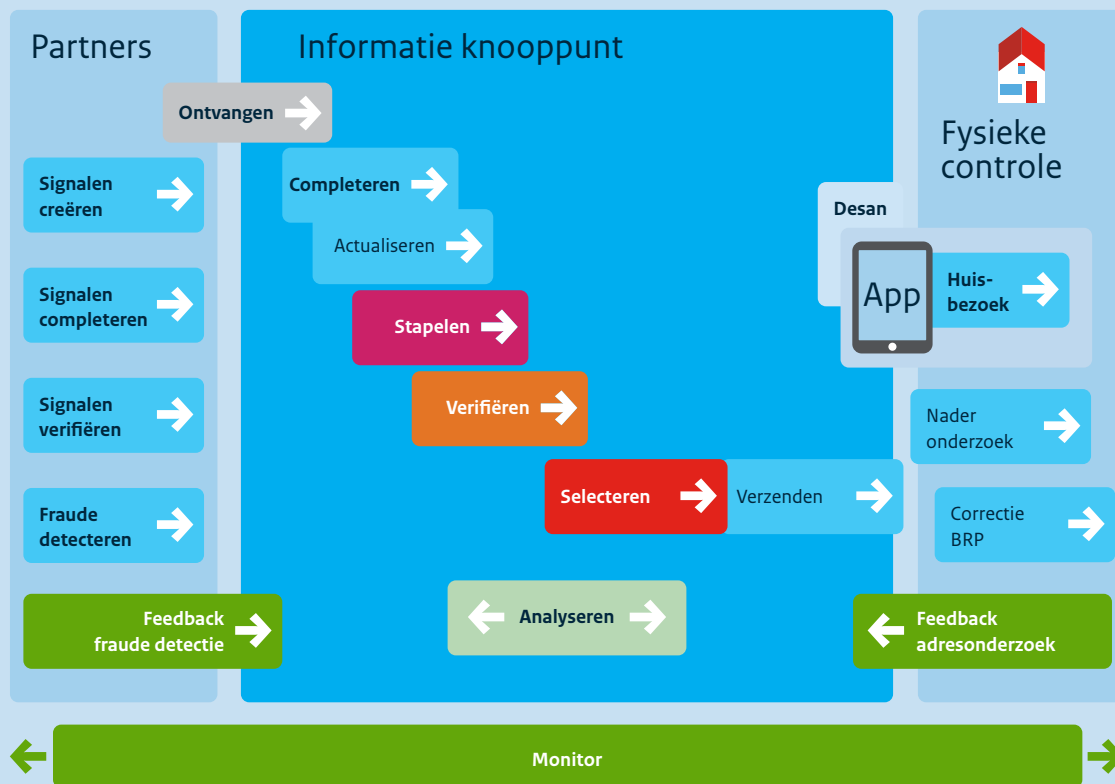 Partners
Informatie knooppunt
Fysieke
controle
Ontvangen
Signalen
creëren
Signalen
completeren
Signalen
verifiëren
Fraude
detecteren
Feedback
fraude detectie
Completeren
Actualiseren
Stapelen
Verifiëren
Selecteren
Verzenden
Analyseren
Desan
App
Huis-
bezoek
Nader
onderzoek
Correctie
BRP
Feedback
adresonderzoek
Monitor